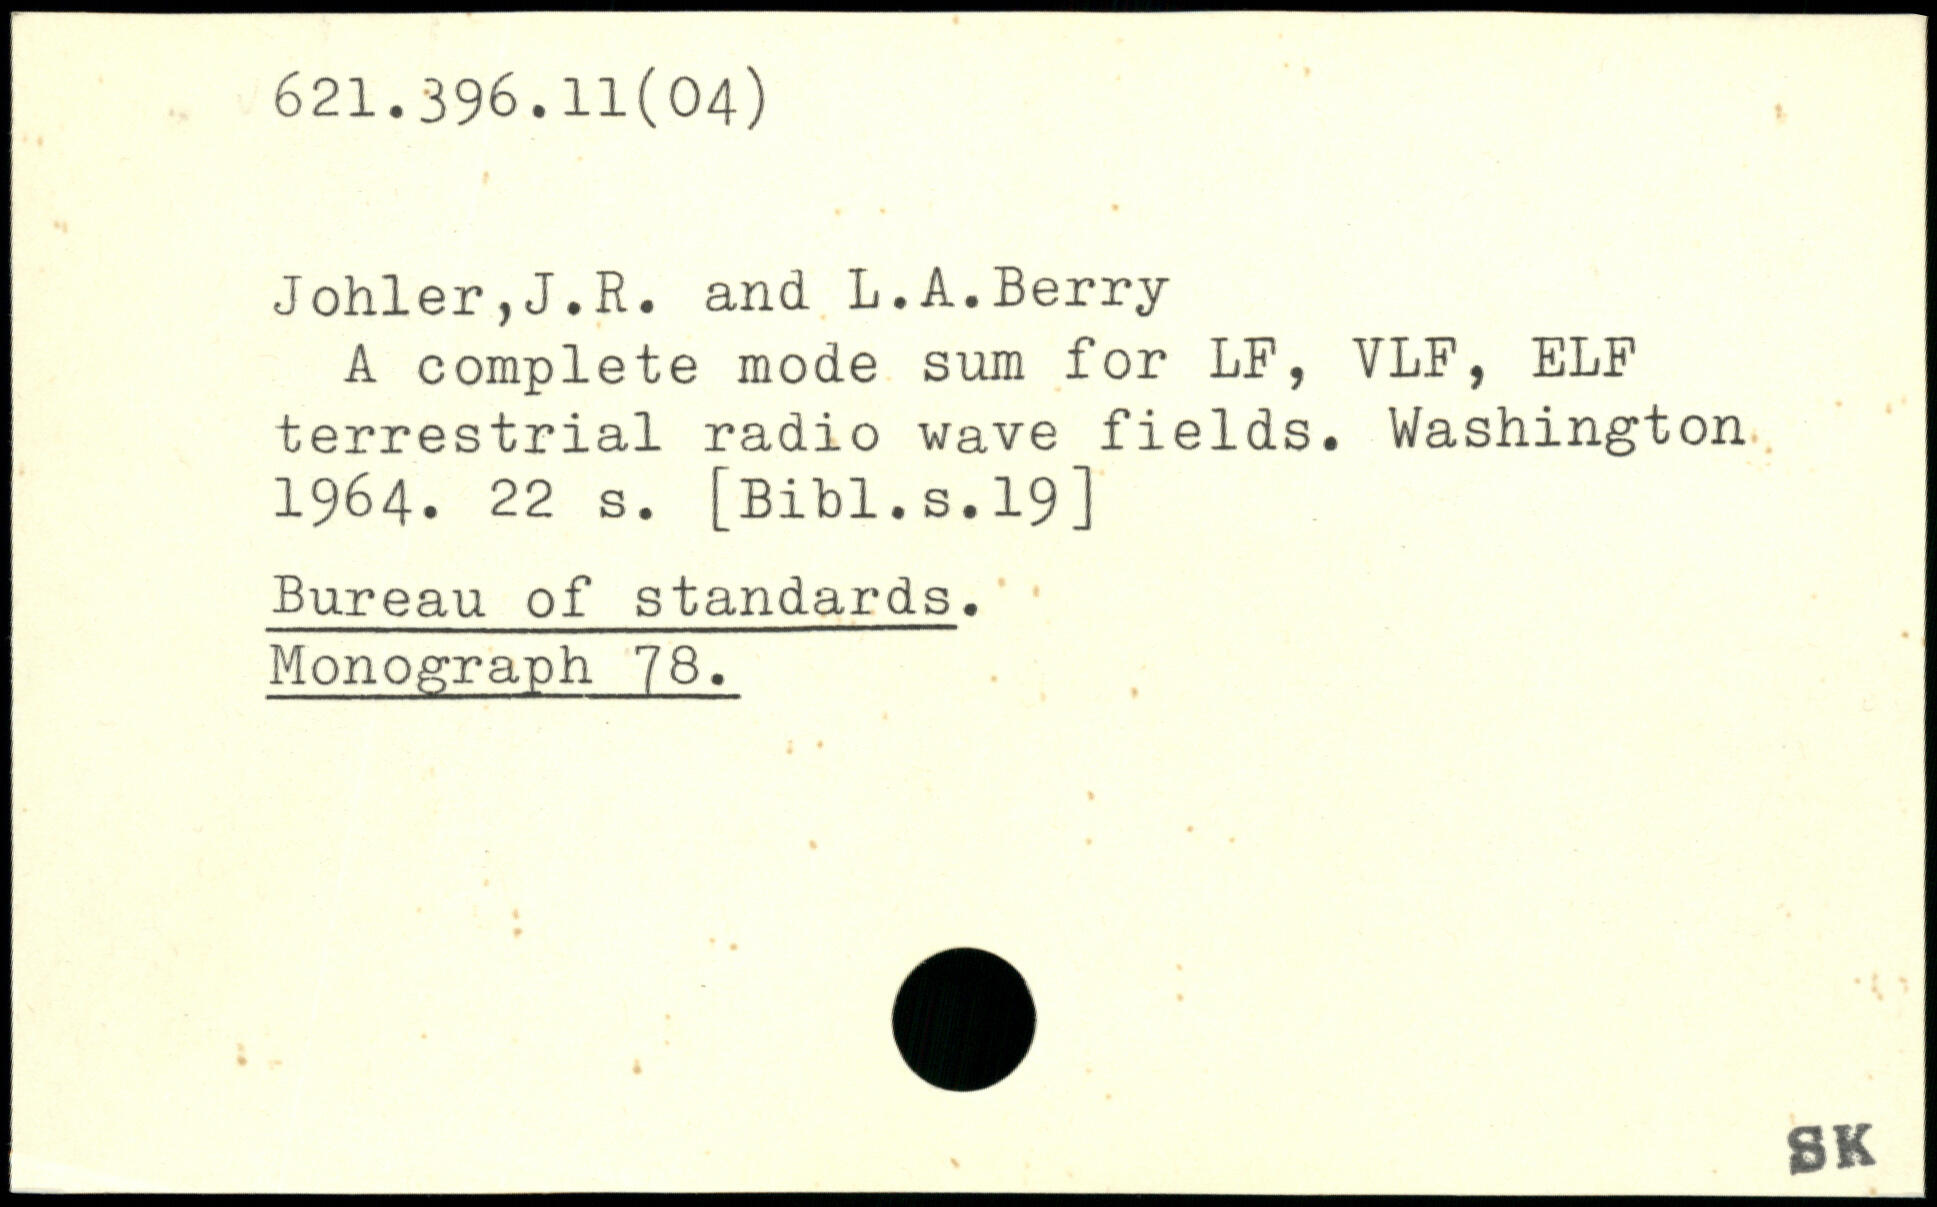 621.396.11(04)
Johler,J.R. and L.A.Berry
A complete mode sum for LF, VLF, ELF
terrestrial radio wave fields. Washington
1964. 22 s. [Bibl.s.19]
Bureau of standards.
Monograph 78.
SK